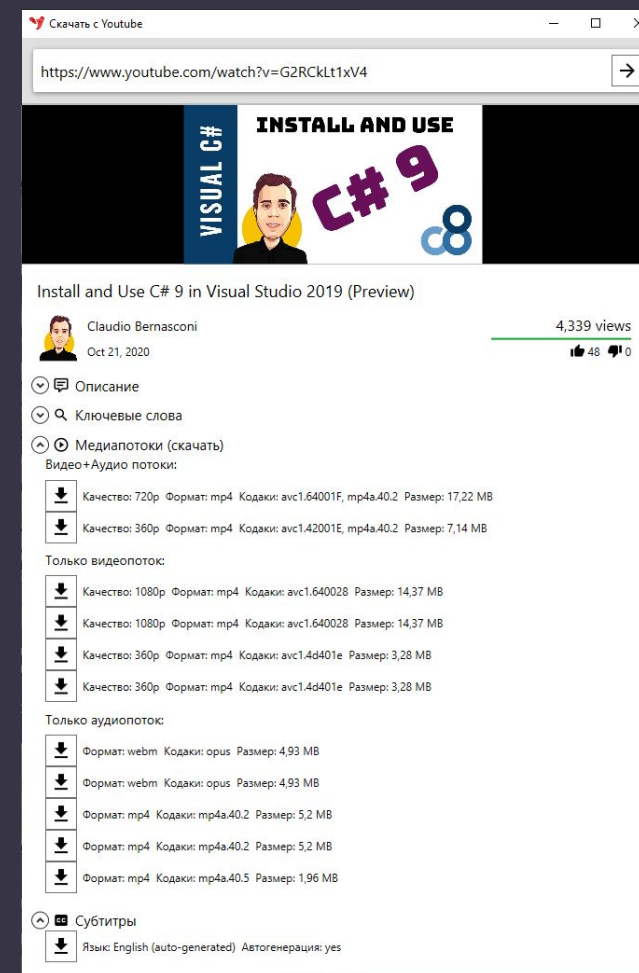 Скачать с Youtube
https://www.youtube.com/watch?v=G2RCkLt1xV4
VISUAL C#
INSTALL AND USE
C# 9
Install and Use C# 9 in Visual Studio 2019 (Preview)
Claudio Bernasconi
4,339 views
Oct 21, 2020
48 0
Описание
Ключевые слова
Медиапотоки (скачать)
Видео+Аудио потоки:
Качество: 720p Формат: mp4 Кодаки: avc1.64001F, mp4a.40.2 Размер: 17,22 MB
Качество: 360p Формат: mp4 Кодаки: avc1.42001E, mp4a.40.2 Размер: 7,14 MB
Только видеопоток:
Качество: 1080p Формат: mp4 Кодаки: avc1.640028 Размер: 14,37 MB
Качество: 1080p Формат: mp4 Кодаки: avc1.640028 Размер: 14,37 MB
Качество: 360p Формат: mp4 Кодаки: avc1.4d401e Размер: 3,28 MB
Качество: 360p Формат: mp4 Кодаки: avc1.4d401e Размер: 3,28 MB
Только аудиопоток:
Формат: webm Кодаки: opus Размер: 4,93 MB
Формат: webm Кодаки: opus Размер: 4,93 MB
Формат: mp4 Кодаки: mp4a.40.2 Размер: 5,2 MB
Формат: mp4 Кодаки: mp4a.40.2 Размер: 5,2 MB
Формат: mp4 Кодаки: mp4a.40.5 Размер: 1,96 MB
CC Субтитры
Язык: English (auto-generated) Автогенерация: yes